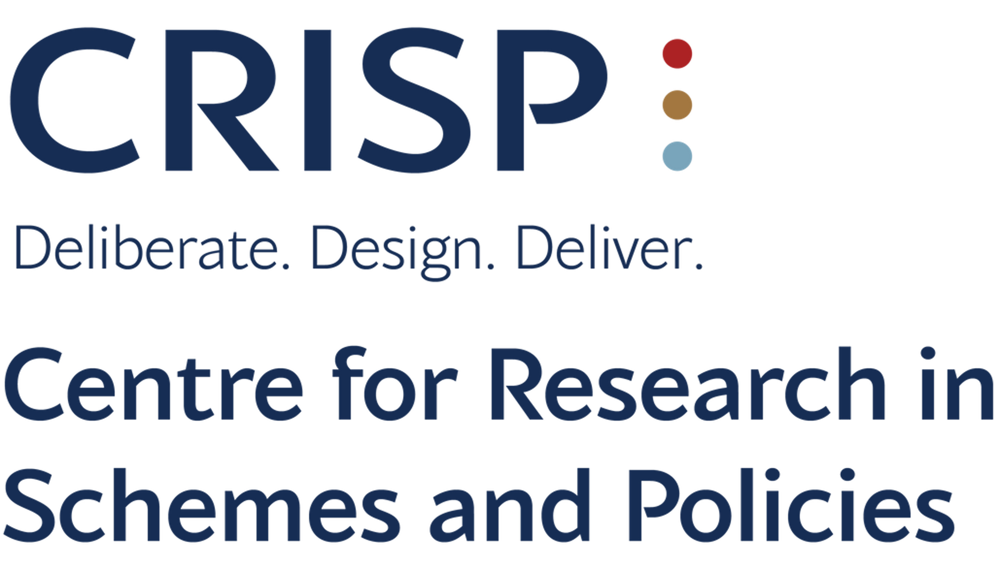 CRISP
Deliberate. Design. Deliver.
Centre for Research in
Schemes and Policies